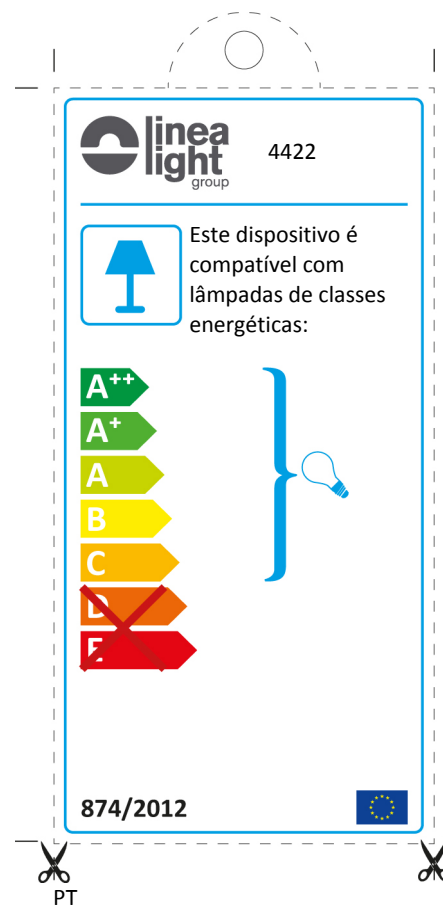 linea
light
group
4422
Este dispositivo é
compatível com
lâmpadas de classes
energéticas:
A++
A+
A
B
C
D
E
874/2012
PT